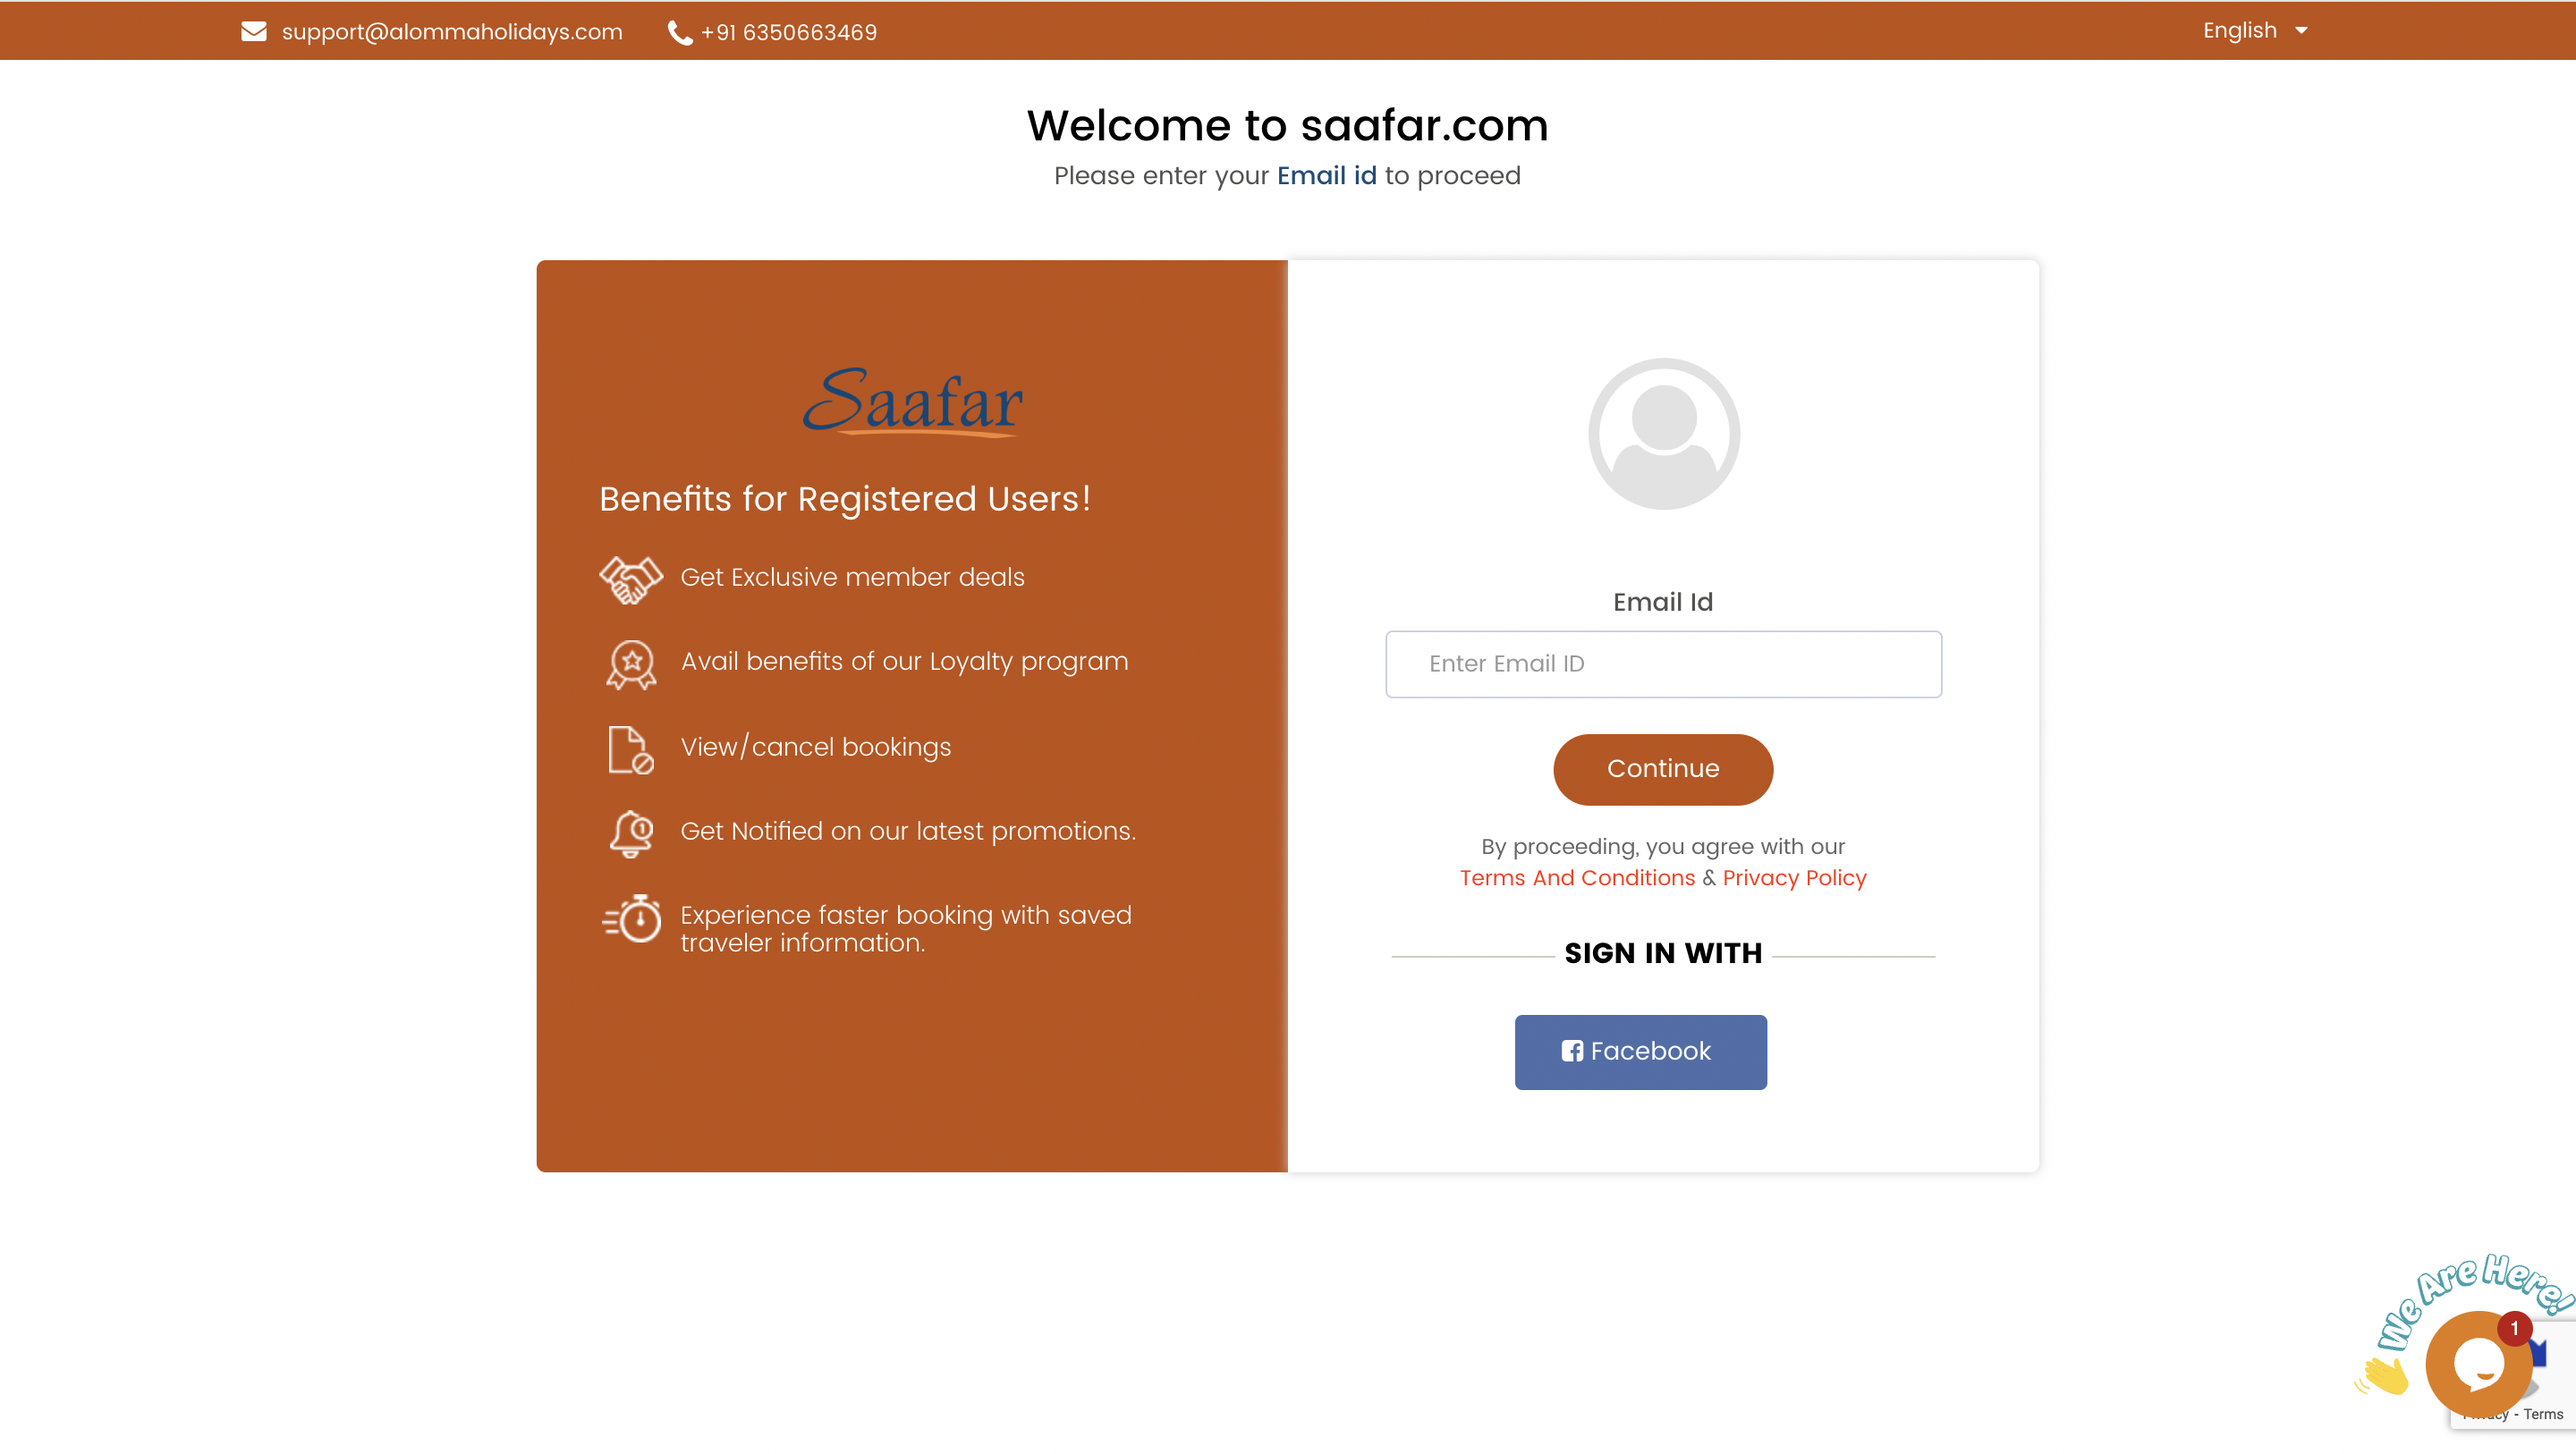 support@alommaholidays.com +91 6350663469 English
Welcome to saafar.com
Please enter your Email id to proceed
Saafar
Benefits for Registered Users!
Get Exclusive member deals
Avail benefits of our Loyalty program
View/cancel bookings
Get Notified on our latest promotions.
Experience faster booking with saved
traveler information.
Email Id
Enter Email ID
Continue
By proceeding, you agree with our
Terms And Conditions & Privacy Policy
SIGN IN WITH
Facebook
We Are Here!
1
- Terms